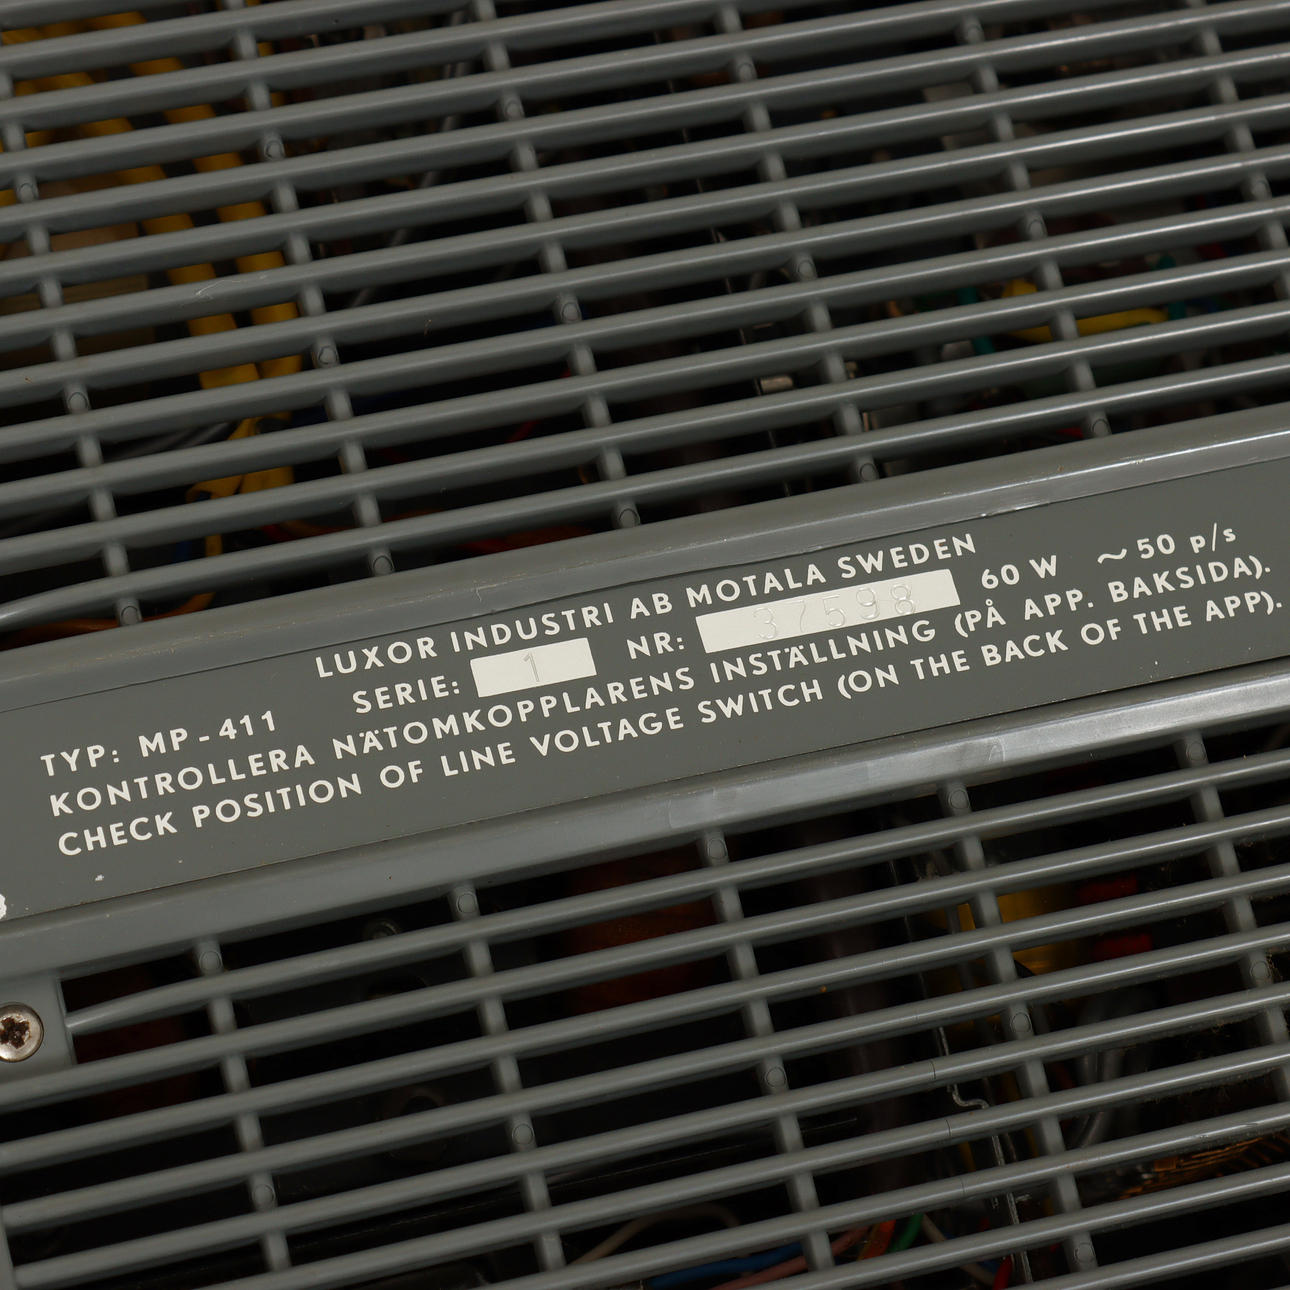 LUXOR INDUSTRI AB MOTALA SWEDEN
TYP: MP-411 SERIE: 1 NR: 37598 60 W ~50 p/s
KONTROLLERA NÄTOMKOPPLARENS INSTÄLLNING (PÅ APP. BAKSIDA).
CHECK POSITION OF LINE VOLTAGE SWITCH (ON THE BACK OF THE APP).